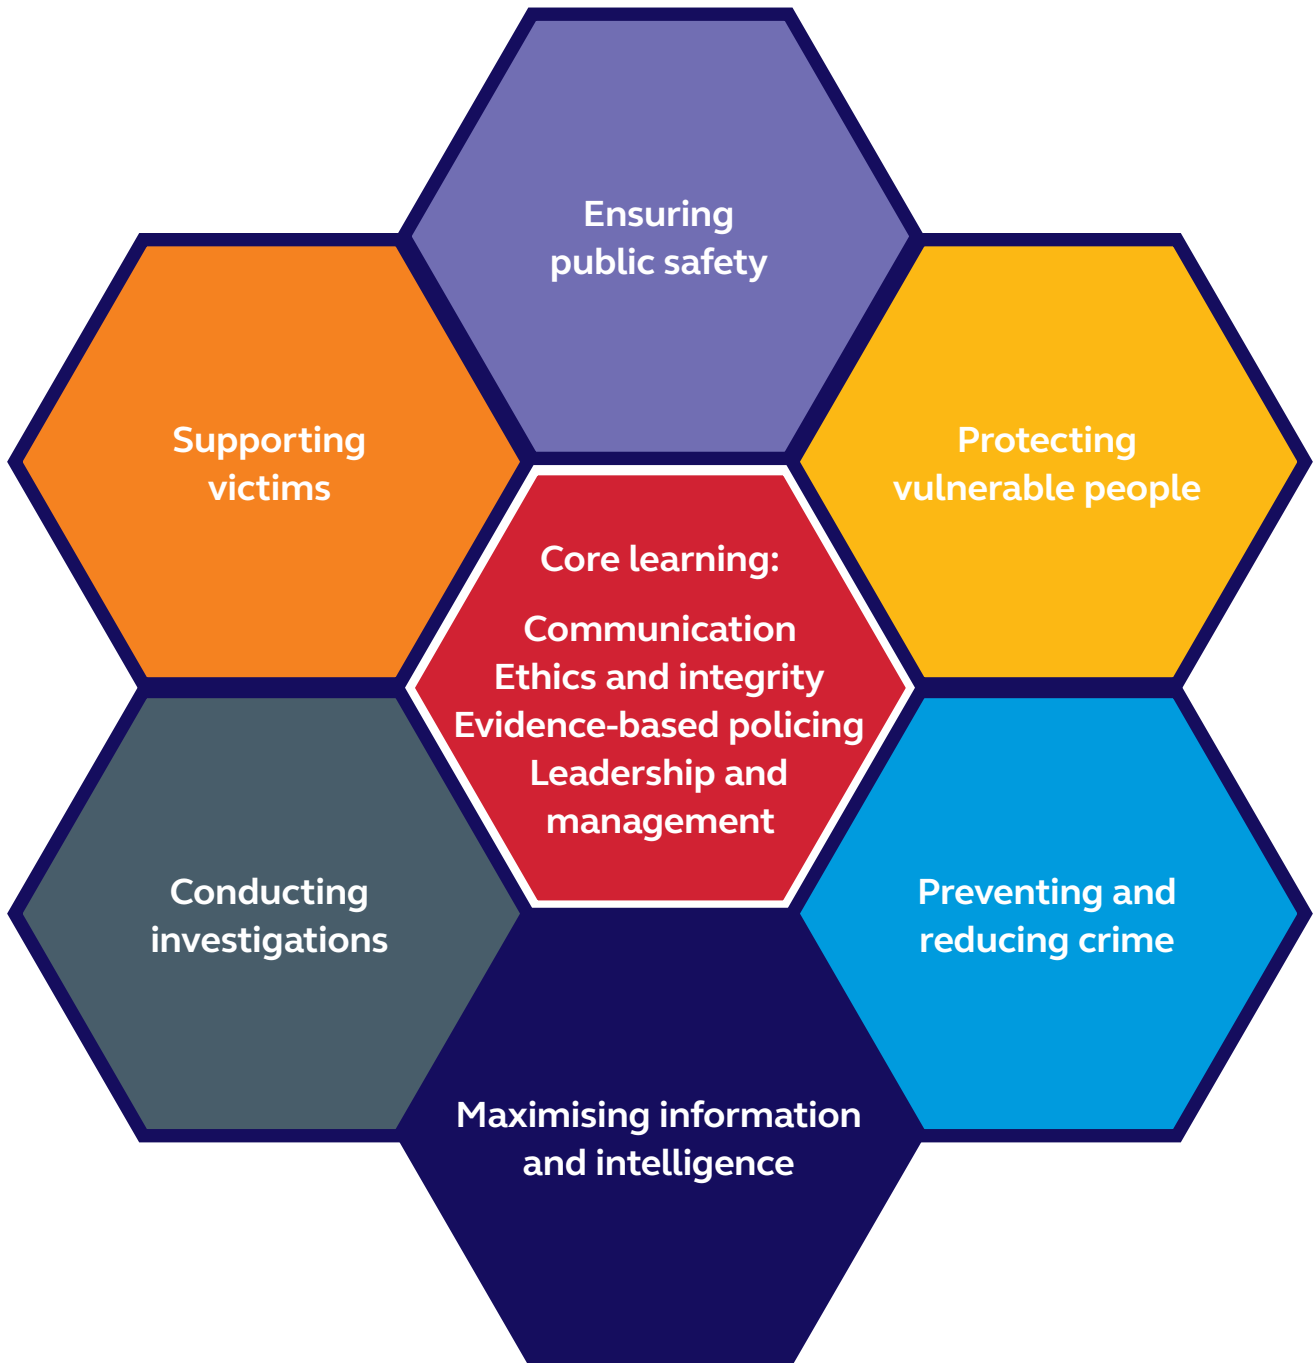 Ensuring
public safety
Supporting
victims
Protecting
vulnerable people
Core learning:
Communication
Ethics and integrity
Evidence-based policing
Leadership and
management
Conducting
investigations
Preventing and
reducing crime
Maximising information
and intelligence